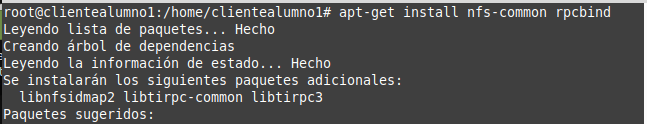 root@clientealumno1:/home/clientealumno1# apt-get install nfs-common rpcbind
Leyendo lista de paquetes... Hecho
Creando árbol de dependencias
Leyendo la información de estado... Hecho
Se instalarán los siguientes paquetes adicionales:
  libnfsidmap2 libtirpc-common libtirpc3
Paquetes sugeridos: